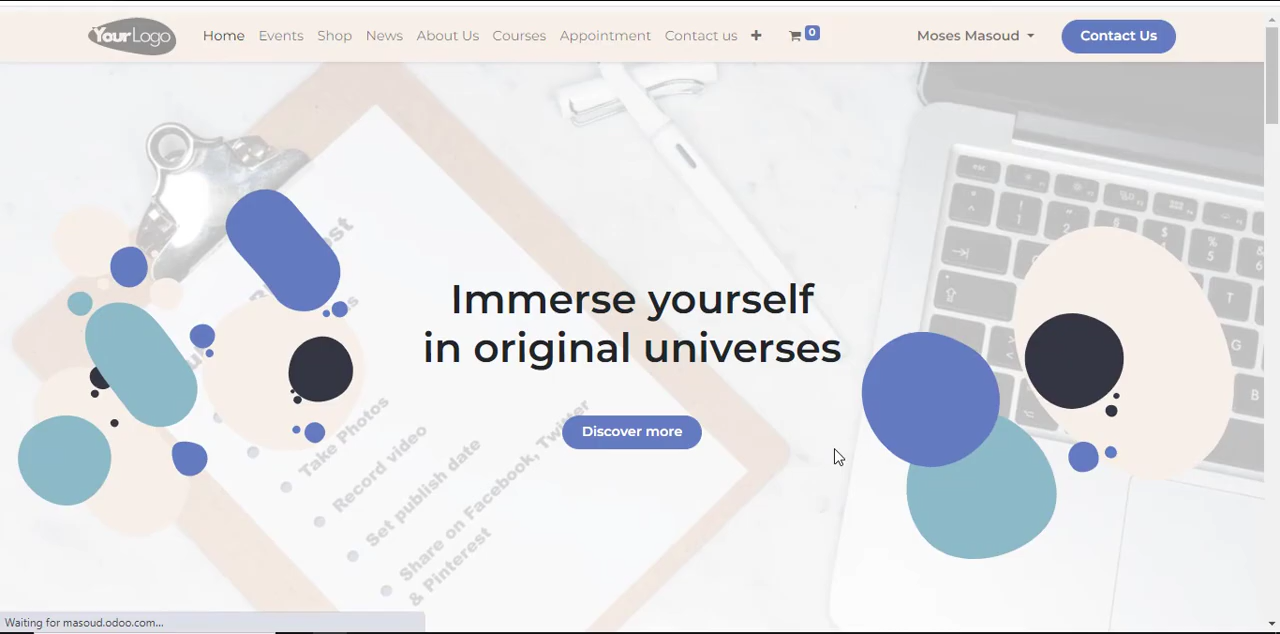 YourLogo
Home Events Shop News About Us Courses Appointment Contact us + 0 Moses Masoud Contact Us
Immerse yourself
in original universes
Discover more
Take Photos
Record video
Set publish date
Share on Facebook, Twitter
& Pinterest
Waiting for masoud.odoo.com...